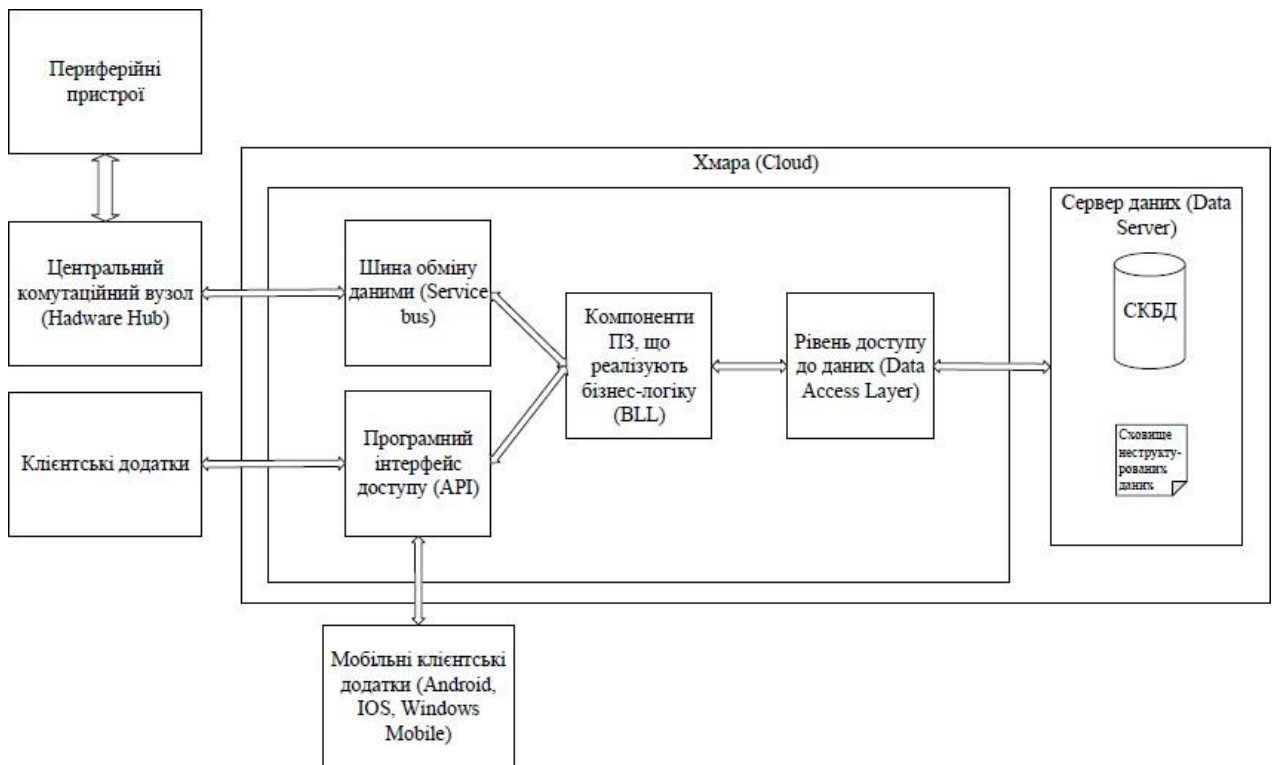 Периферійні
пристрої
Хмара (Cloud)
Центральний
комутаційний вузол
(Hadware Hub)
Шина обміну
даними (Service
bus)
Компоненти
ПЗ, що
реалізують
бізнес-логіку
(BLL)
Рівень доступу
до даних (Data
Access Layer)
Сервер даних (Data
Server)
СКБД
Сховище
неструкту-
рованих
даних
Клієнтські додатки
Програмний
інтерфейс
доступу (API)
Мобільні клієнтські
додатки (Android,
IOS, Windows
Mobile)